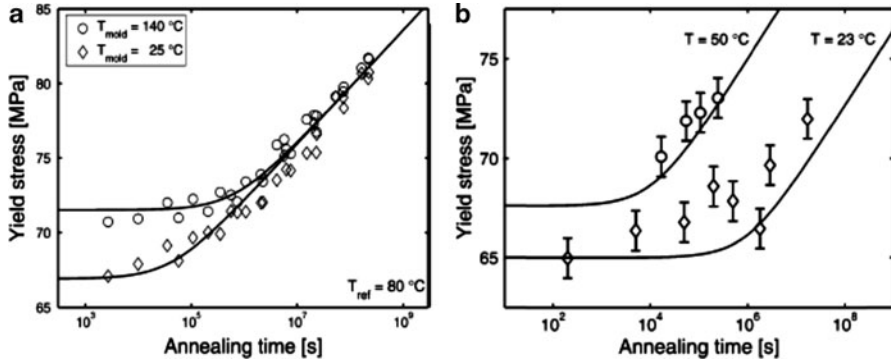 a
T_mold = 140 °C
T_mold = 25 °C
Yield stress [MPa]
85
80
75
70
65
T_ref = 80 °C
10^3
10^5
10^7
10^9
Annealing time [s]
b
T = 50 °C
T = 23 °C
Yield stress [MPa]
75
70
65
10^2
10^4
10^6
10^8
Annealing time [s]